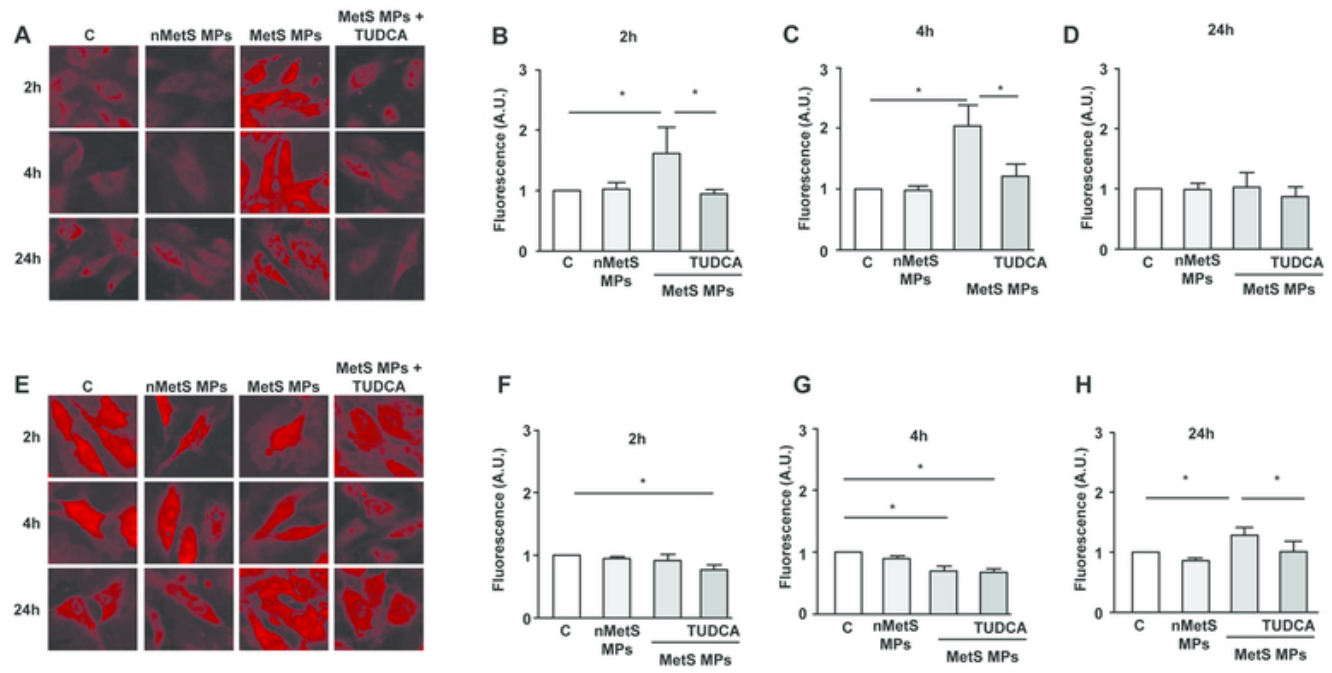 A
C
nMetS MPs
MetS MPs
MetS MPs +
TUDCA
2h
4h
24h
B
2h
Fluorescence (A.U.)
3
2
1
0
*
*
C
nMetS
MPs
TUDCA
MetS MPs
C
4h
Fluorescence (A.U.)
3
2
1
0
*
*
C
nMetS
MPs
TUDCA
MetS MPs
D
24h
Fluorescence (A.U.)
3
2
1
0
C
nMetS
MPs
TUDCA
MetS MPs
E
C
nMetS MPs
MetS MPs
MetS MPs +
TUDCA
2h
4h
24h
F
2h
Fluorescence (A.U.)
3
2
1
0
*
C
nMetS
MPs
TUDCA
MetS MPs
G
4h
Fluorescence (A.U.)
3
2
1
0
*
*
C
nMetS
MPs
TUDCA
MetS MPs
H
24h
Fluorescence (A.U.)
3
2
1
0
*
*
C
nMetS
MPs
TUDCA
MetS MPs